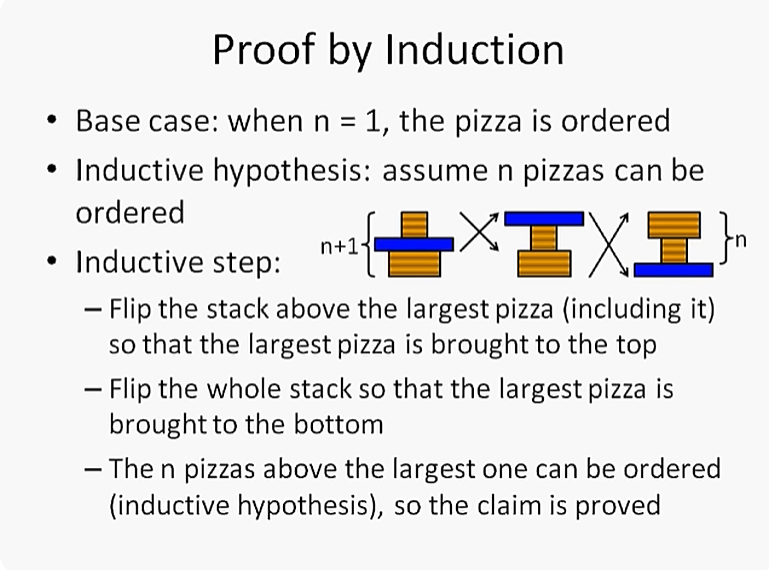 Proof by Induction
• Base case: when n = 1, the pizza is ordered
• Inductive hypothesis: assume n pizzas can be
ordered
n+1
n
• Inductive step:
– Flip the stack above the largest pizza (including it)
so that the largest pizza is brought to the top
– Flip the whole stack so that the largest pizza is
brought to the bottom
– The n pizzas above the largest one can be ordered
(inductive hypothesis), so the claim is proved